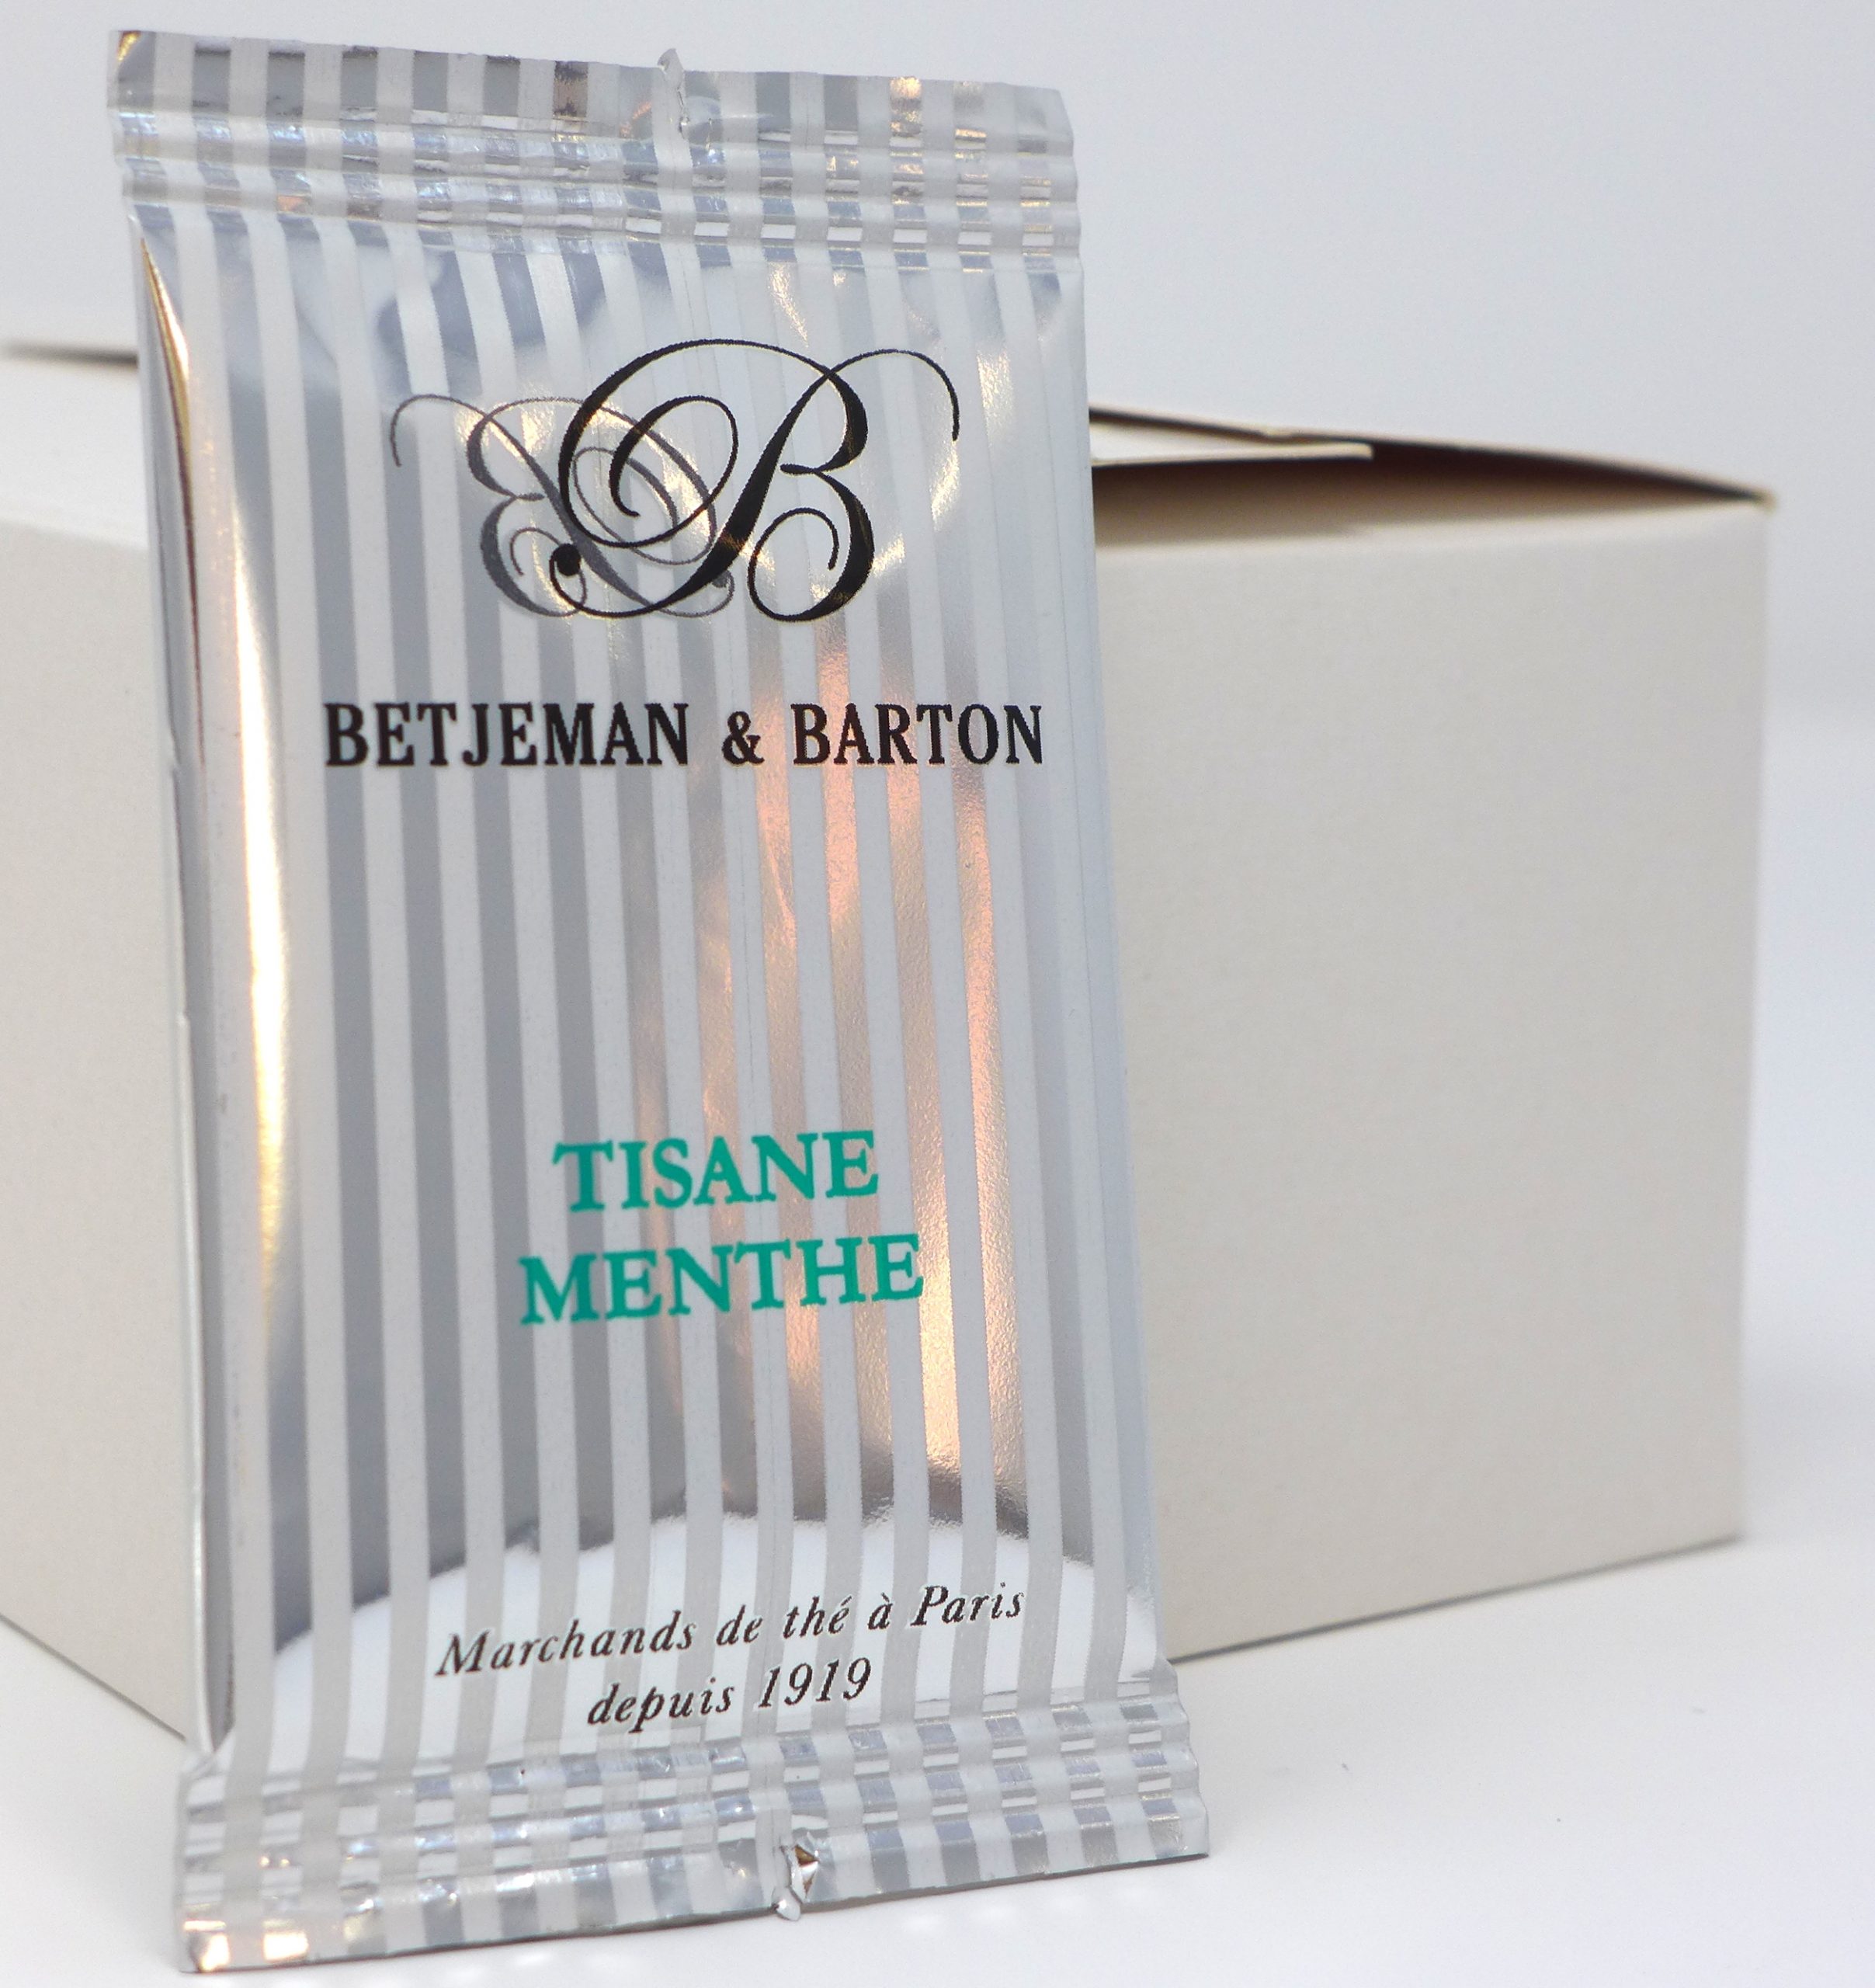 B
BETJEMAN & BARTON
TISANE
MENTHE
Marchands de thé à Paris
depuis 1919